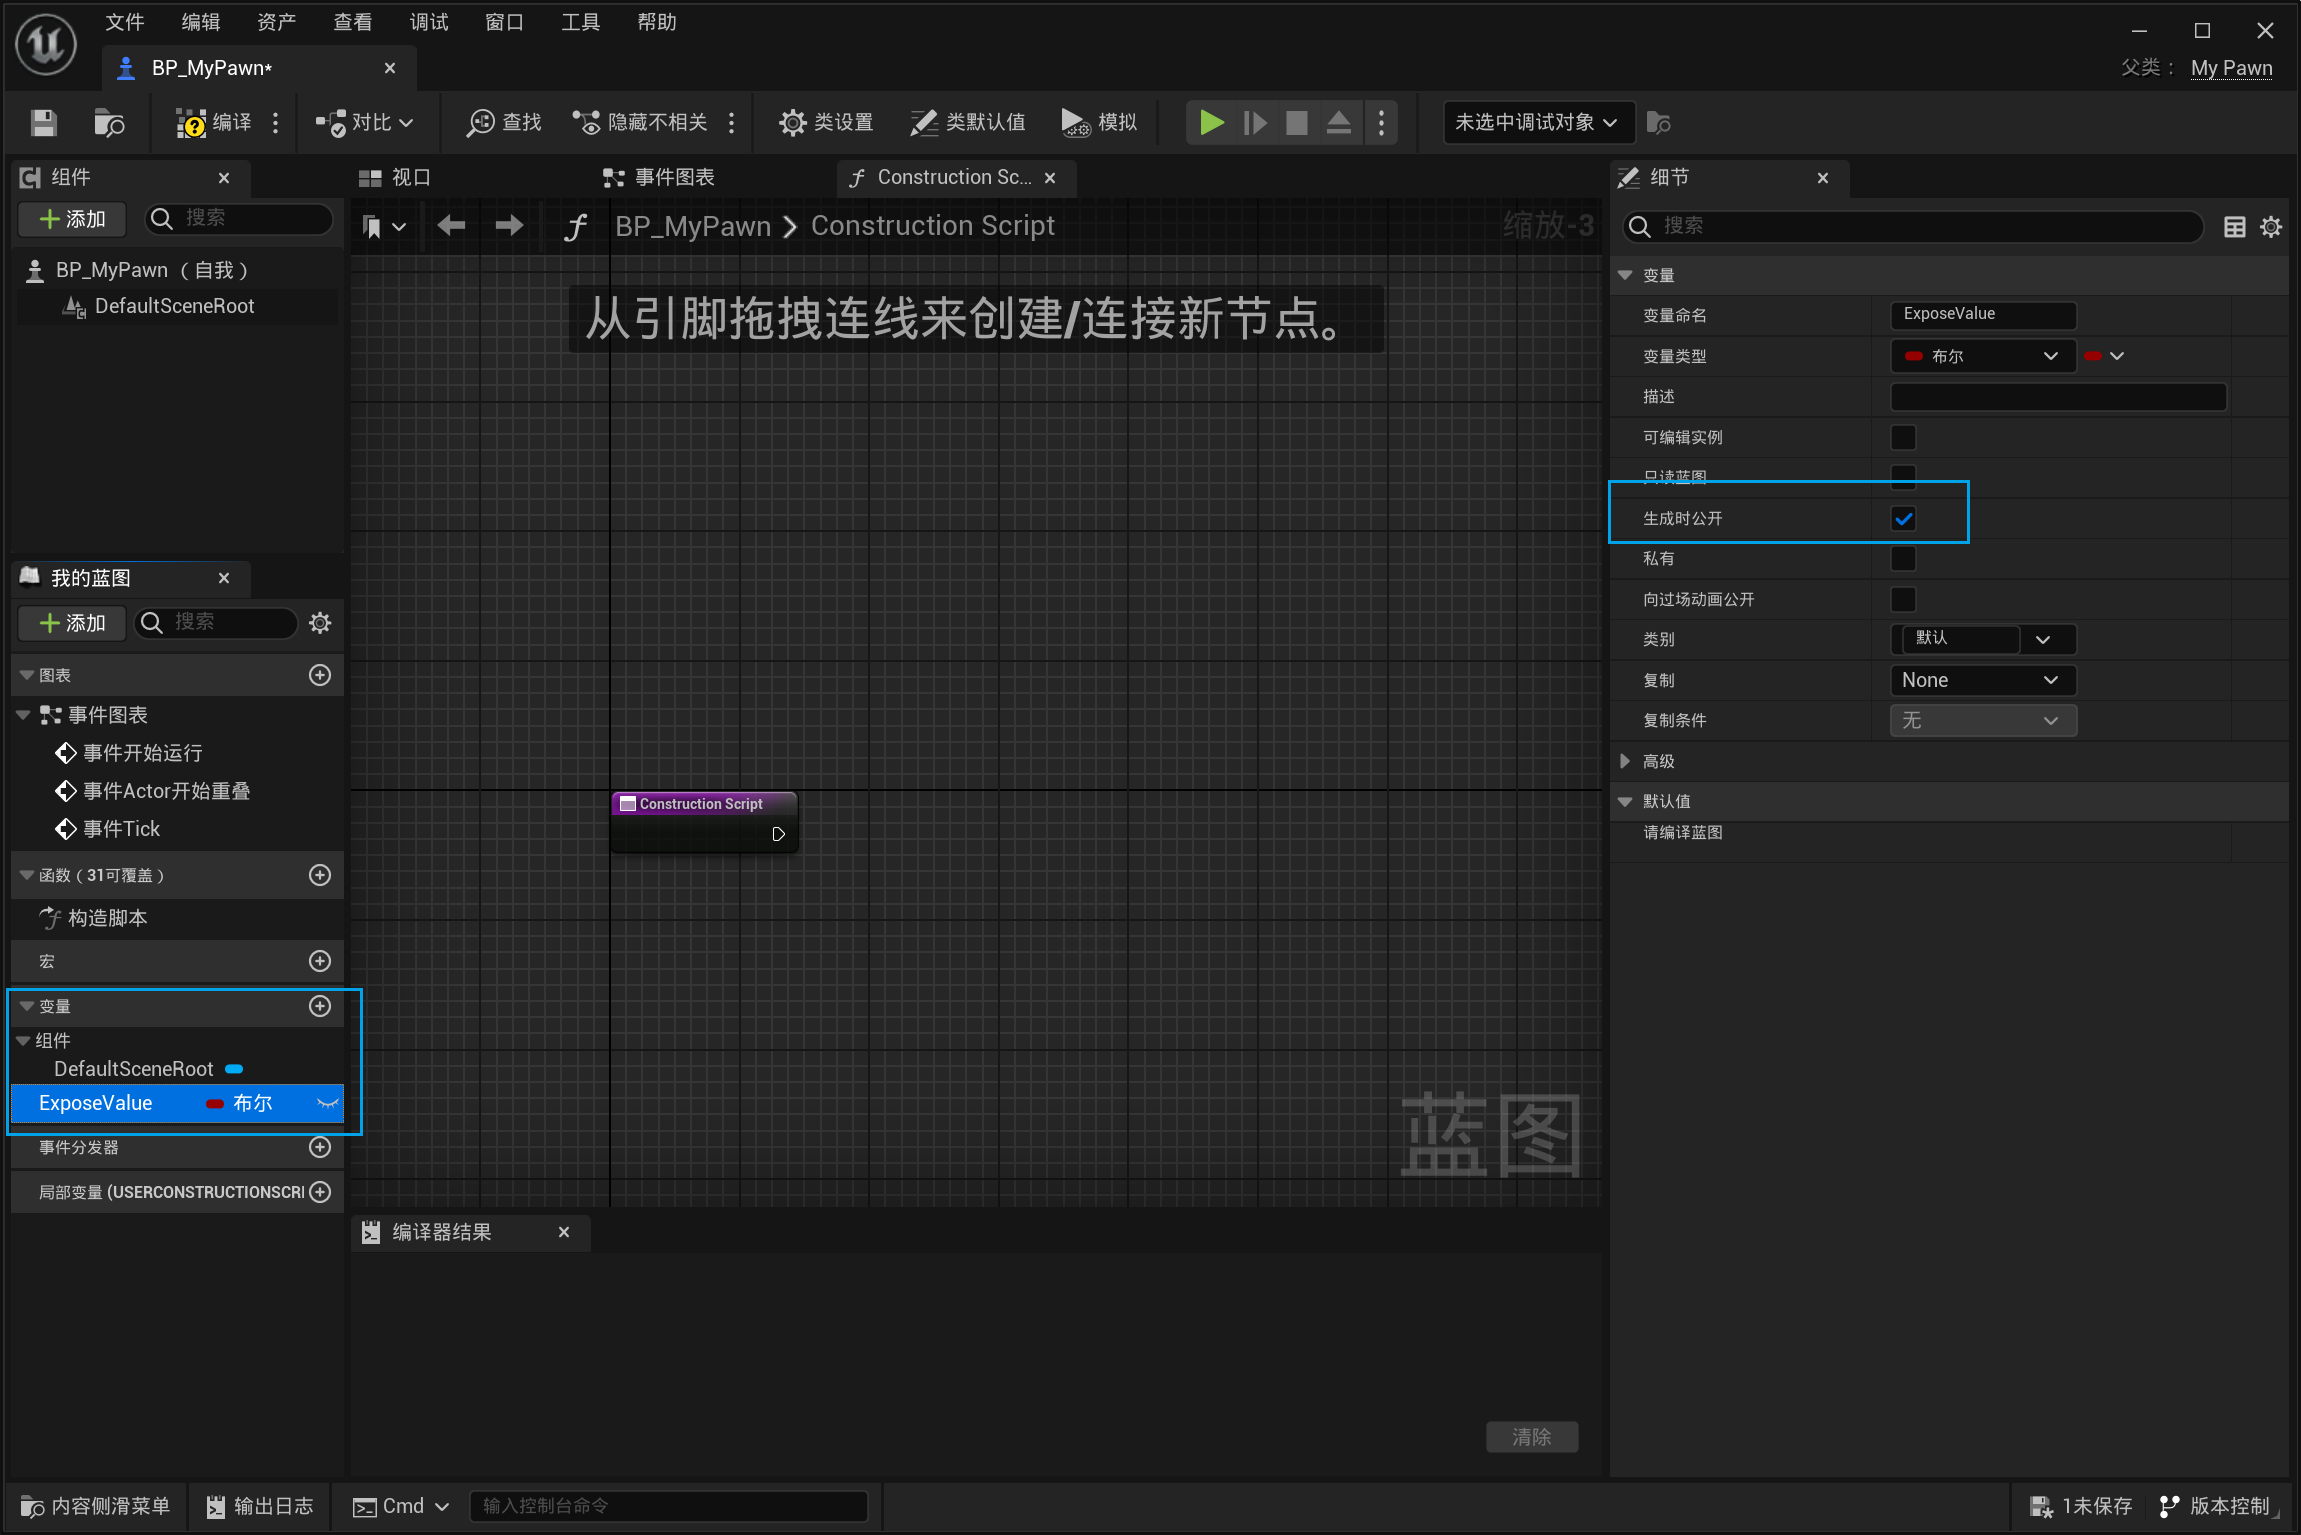 文件 编辑 资产 查看 调试 窗口 工具 帮助
BP_MyPawn*
父类： My Pawn
编译 对比 查找 隐藏不相关 类设置 类默认值 模拟 未选中调试对象
组件
添加 搜索
BP_MyPawn （自我）
DefaultSceneRoot
我的蓝图
添加 搜索
图表
事件图表
事件开始运行
事件Actor开始重叠
事件Tick
函数（31可覆盖）
构造脚本
宏
变量
组件
DefaultSceneRoot
ExposeValue 布尔
事件分发器
局部变量 (USERCONSTRUCTIONSCRI
视口 事件图表 Construction Sc...
BP_MyPawn Construction Script 缩放-3
从引脚拖拽连线来创建/连接新节点。
Construction Script
蓝图
编译器结果
清除
细节
搜索
变量
变量命名 ExposeValue
变量类型 布尔
描述
可编辑实例
只读蓝图
生成时公开
私有
向过场动画公开
类别 默认
复制 None
复制条件 无
高级
默认值
请编译蓝图
内容侧滑菜单 输出日志 Cmd 输入控制台命令 1未保存 版本控制